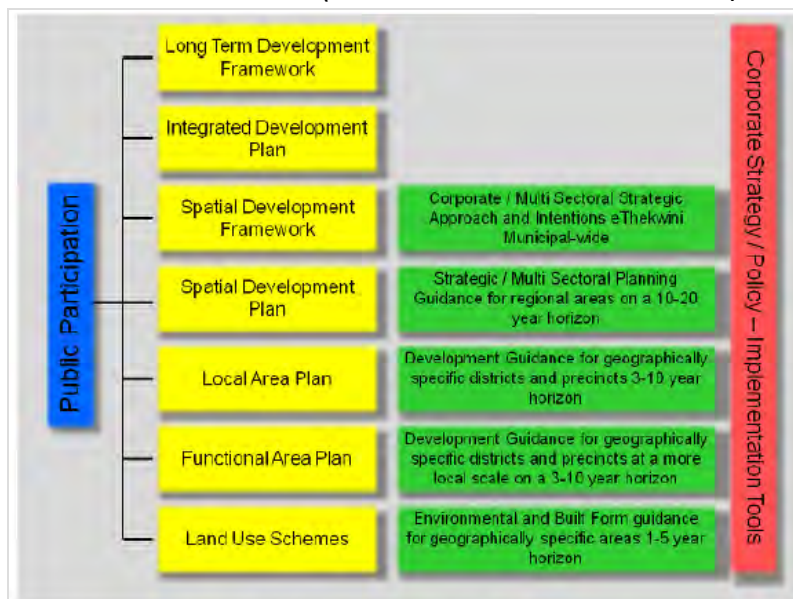 Public Participation
Long Term Development
Framework
Integrated Development
Plan
Spatial Development
Framework
Corporate / Multi Sectoral Strategic
Approach and Intentions eThekwini
Municipal-wide
Spatial Development
Plan
Strategic / Multi Sectoral Planning
Guidance for regional areas on a 10-20
year horizon
Local Area Plan
Development Guidance for geographically
specific districts and precincts 3-10 year
horizon
Functional Area Plan
Development Guidance for geographically
specific districts and precincts at a more
local scale on a 3-10 year horizon
Land Use Schemes
Environmental and Built Form guidance
for geographically specific areas 1-5 year
horizon
Corporate Strategy / Policy – Implementation Tools